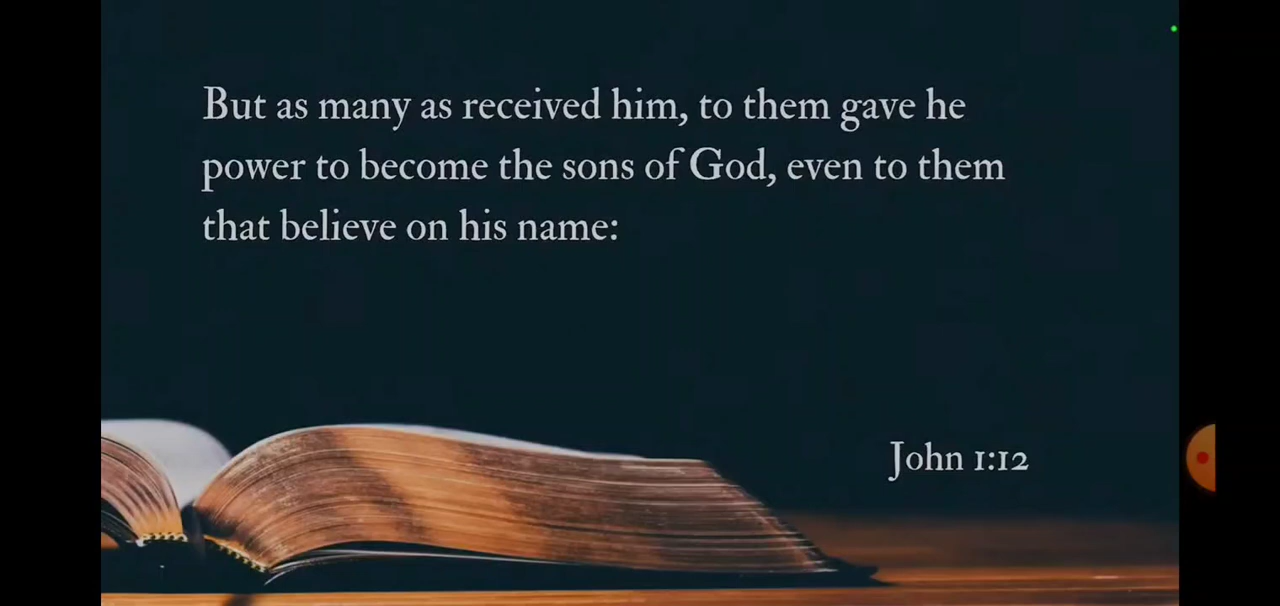 But as many as received him, to them gave he
power to become the sons of God, even to them
that believe on his name:
John 1:12